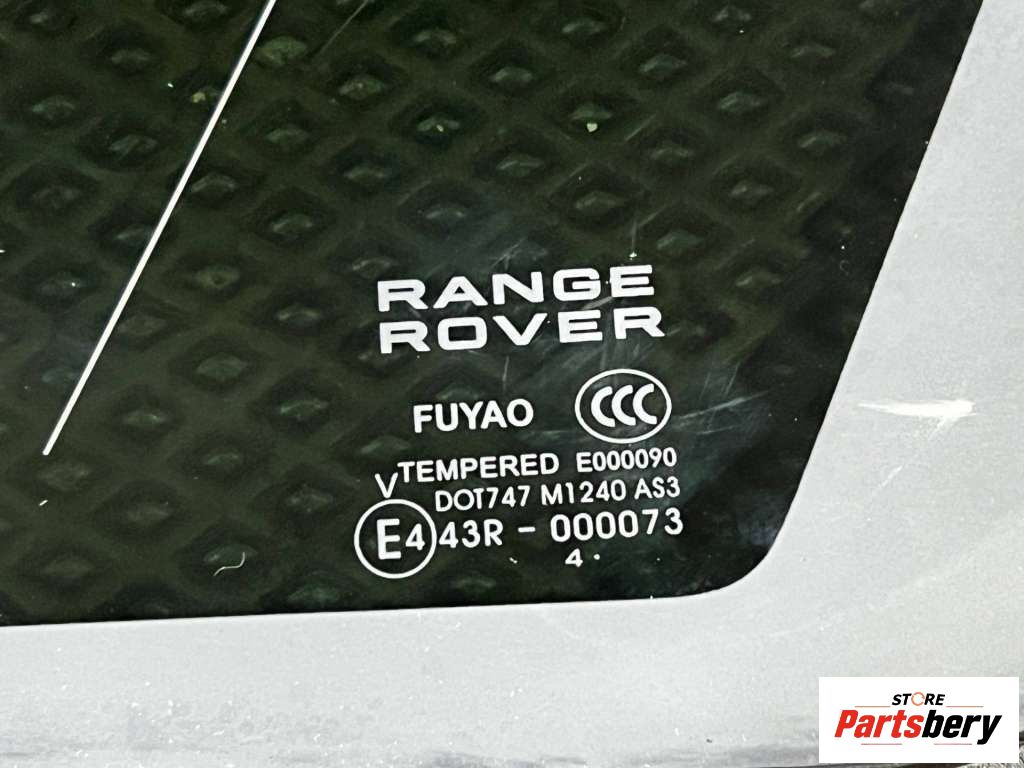 RANGE
ROVER
FUYAO CCC
TEMPERED E000090
V
DOT747 M1240 AS3
E4 43R - 000073
4 .
STORE
Partsbery